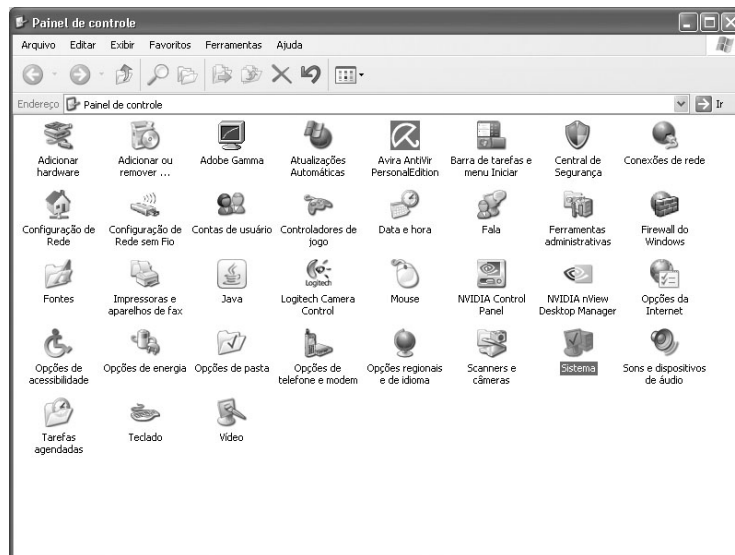 Painel de controle
Arquivo Editar Exibir Favoritos Ferramentas Ajuda
Endereço Painel de controle Ir
Adicionar hardware
Adicionar ou remover ...
Adobe Gamma
Atualizações Automáticas
Avira AntiVir PersonalEdition
Barra de tarefas e menu Iniciar
Central de Segurança
Conexões de rede
Configuração de Rede
Configuração de Rede sem Fio
Contas de usuário
Controladores de jogo
Data e hora
Fala
Ferramentas administrativas
Firewall do Windows
Fontes
Impressoras e aparelhos de fax
Java
Logitech
Logitech Camera Control
Mouse
NVIDIA Control Panel
NVIDIA nView Desktop Manager
Opções da Internet
Opções de acessibilidade
Opções de energia
Opções de pasta
Opções de telefone e modem
Opções regionais e de idioma
Scanners e câmeras
Sistema
Sons e dispositivos de áudio
Tarefas agendadas
Teclado
Vídeo